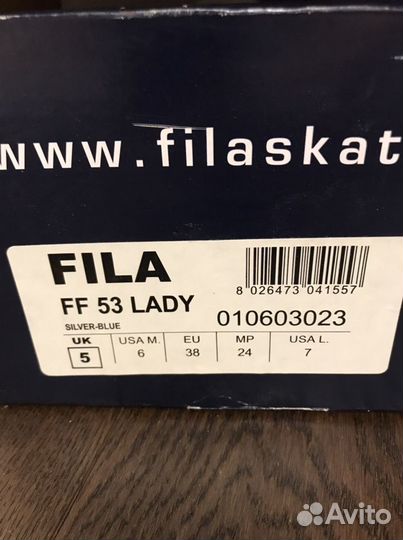 www.filaskat
FILA
FF 53 LADY
SILVER-BLUE
8 026473 041557
010603023
UK USA M. EU MP USA L.
5 6 38 24 7
Avito